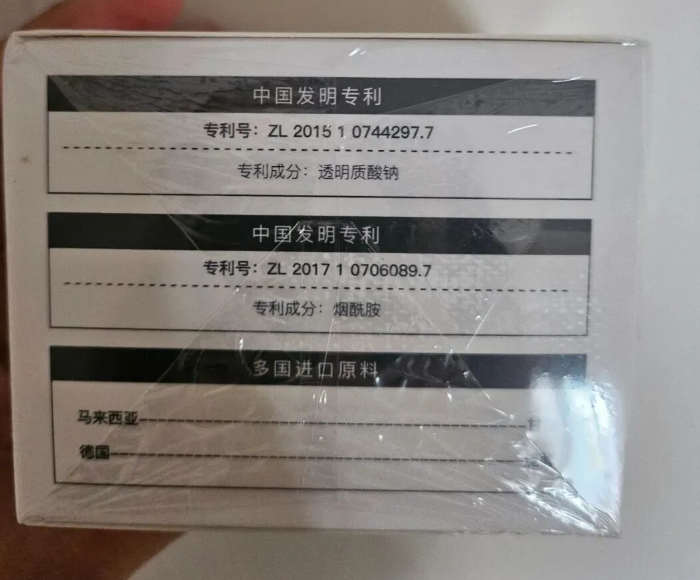 中国发明专利
专利号：ZL 2015 1 0744297.7
专利成分：透明质酸钠
中国发明专利
专利号：ZL 2017 1 0706089.7
专利成分：烟酰胺
多国进口原料
马来西亚
德国